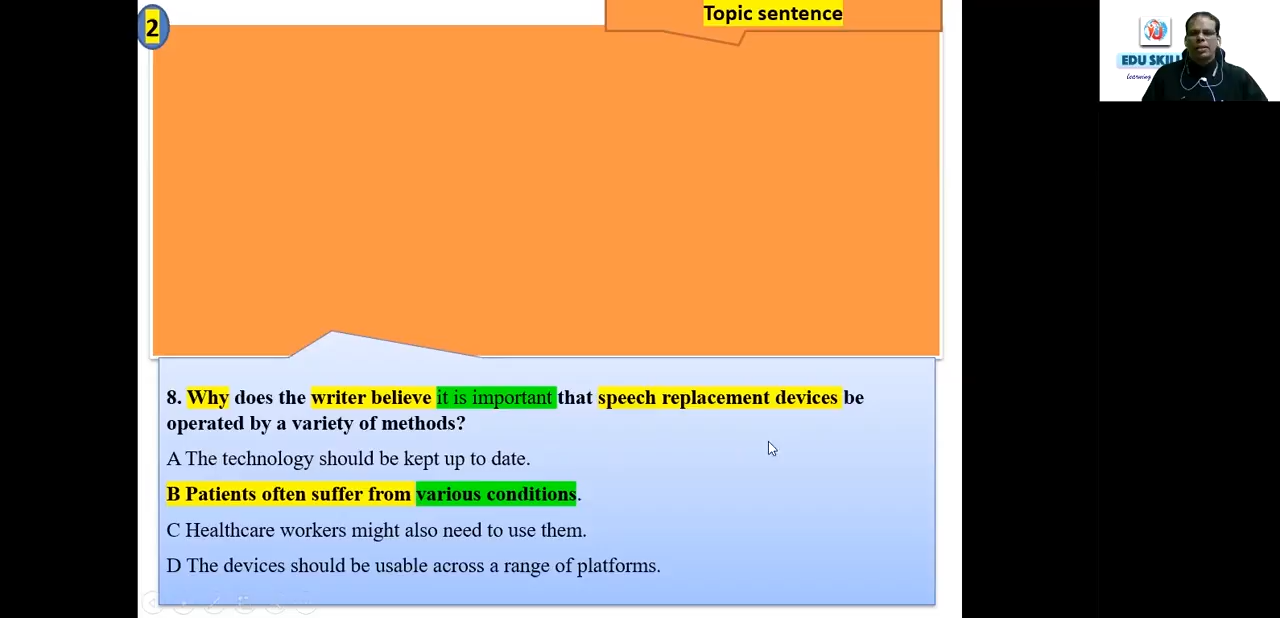 2
Topic sentence
EDU SKIL
learning
8. Why does the writer believe it is important that speech replacement devices be
operated by a variety of methods?
A The technology should be kept up to date.
B Patients often suffer from various conditions.
C Healthcare workers might also need to use them.
D The devices should be usable across a range of platforms.